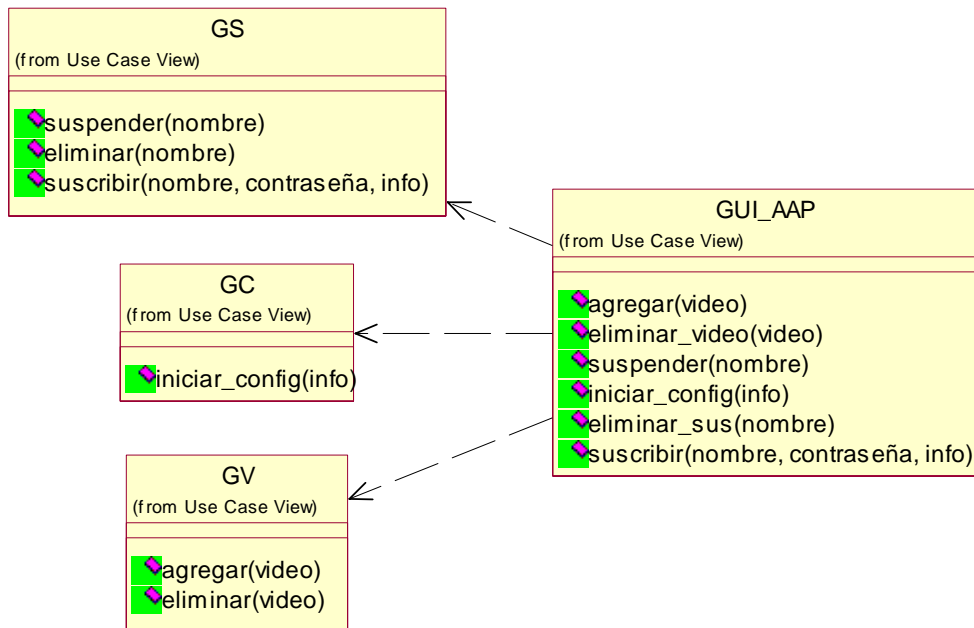 GS
(from Use Case View)
suspender(nombre)
eliminar(nombre)
suscribir(nombre, contraseña, info)
GUI_AAP
(from Use Case View)
agregar(video)
eliminar_video(video)
suspender(nombre)
iniciar_config(info)
eliminar_sus(nombre)
suscribir(nombre, contraseña, info)
GC
(from Use Case View)
iniciar_config(info)
GV
(from Use Case View)
agregar(video)
eliminar(video)